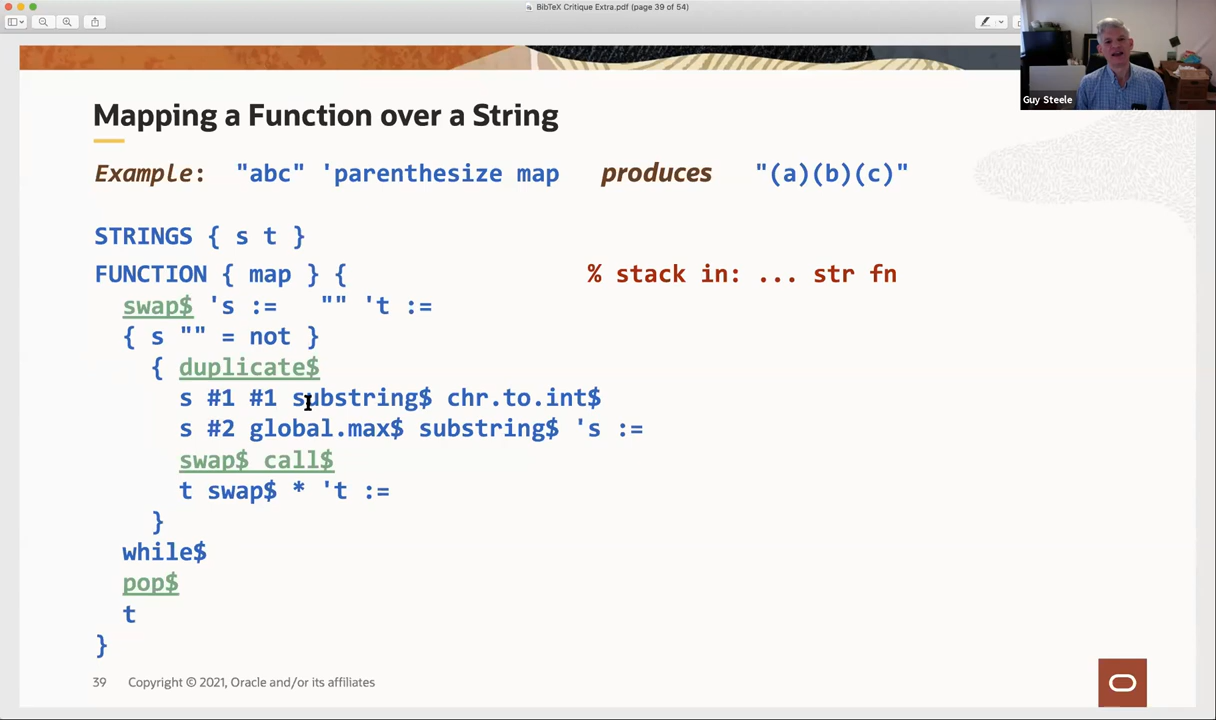 BibTeX Critique Extra.pdf (page 39 of 54)
Guy Steele
Mapping a Function over a String
Example: "abc" 'parenthesize map produces "(a)(b)(c)"
STRINGS { s t }
FUNCTION { map } { % stack in: ... str fn
swap$ 's := "" 't :=
{ s "" = not }
{ duplicate$
s #1 #1 substring$ chr.to.int$
s #2 global.max$ substring$ 's :=
swap$ call$
t swap$ * 't :=
}
while$
pop$
t
}
39 Copyright © 2021, Oracle and/or its affiliates